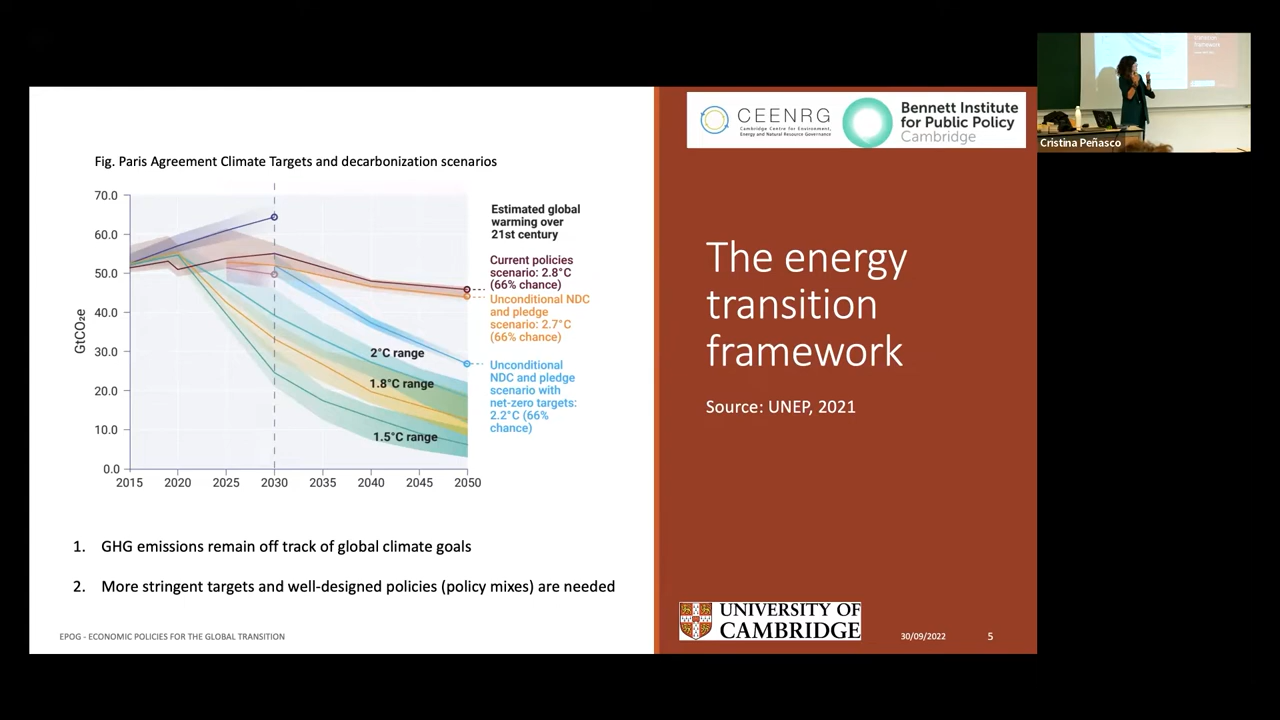 Fig. Paris Agreement Climate Targets and decarbonization scenarios
70.0
60.0
50.0
40.0
30.0
20.0
10.0
0.0
GtCO₂e
2015 2020 2025 2030 2035 2040 2045 2050
2°C range
1.8°C range
1.5°C range
Estimated global
warming over
21st century
Current policies
scenario: 2.8°C
(66% chance)
Unconditional NDC
and pledge
scenario: 2.7°C
(66% chance)
Unconditional
NDC and pledge
scenario with
net-zero targets:
2.2°C (66%
chance)
1. GHG emissions remain off track of global climate goals
2. More stringent targets and well-designed policies (policy mixes) are needed
EPOG - ECONOMIC POLICIES FOR THE GLOBAL TRANSITION
CEENRG
Cambridge Centre for Environment,
Energy and Natural Resource Governance
Bennett Institute
for Public Policy
Cambridge
The energy
transition
framework
Source: UNEP, 2021
UNIVERSITY OF
CAMBRIDGE
30/09/2022 5
transition
framework
Cristina Peñasco